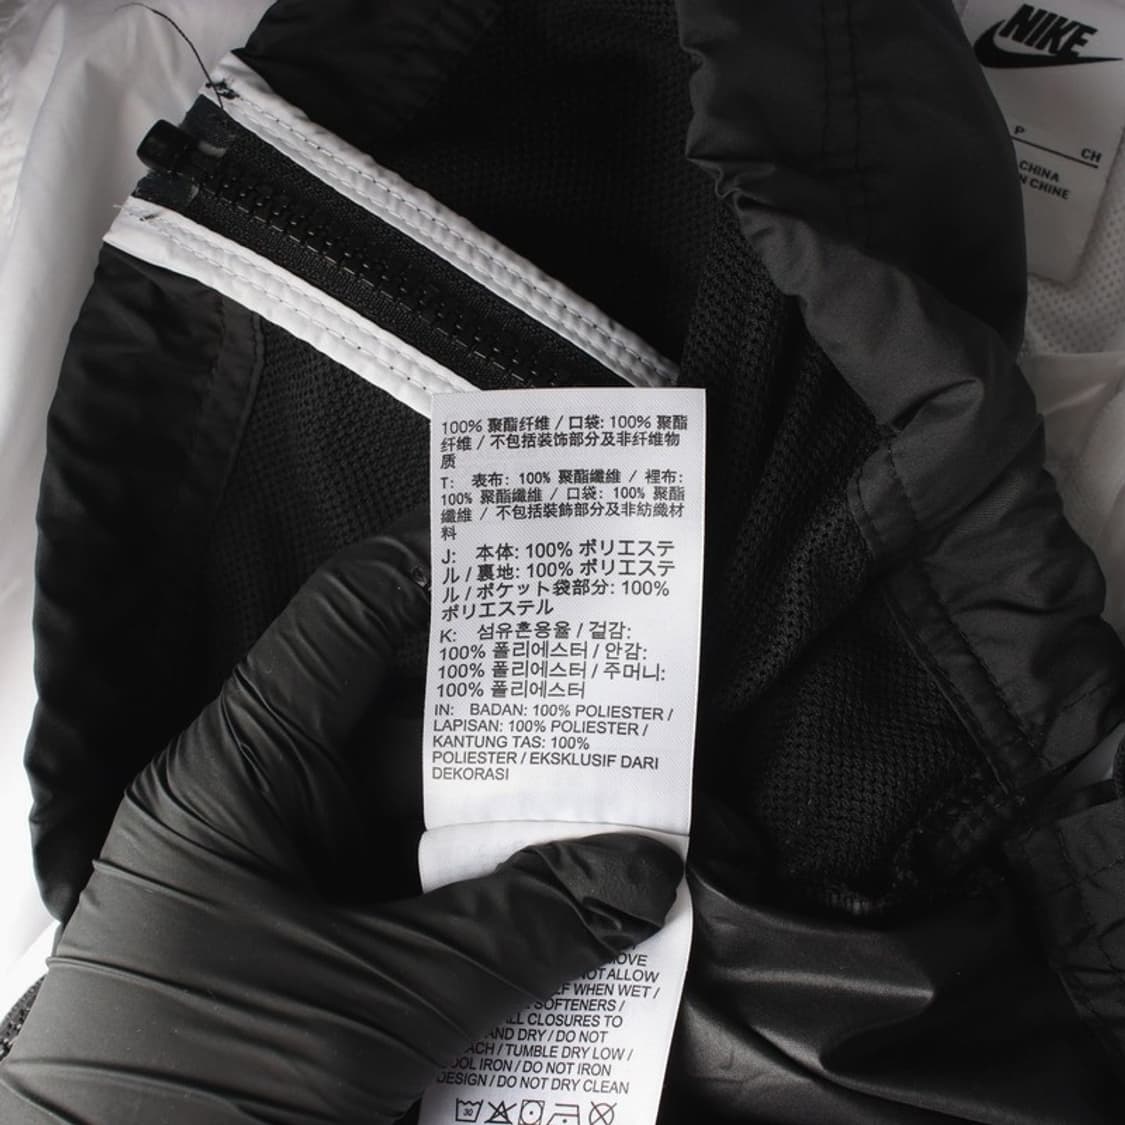 NIKE
P
CH
CHINA
N CHINE
100% 聚酯纤维 / 口袋: 100% 聚酯
纤维 / 不包括装饰部分及非纤维物
质
T: 表布: 100% 聚酯纖維 / 裡布:
100% 聚酯纖維 / 口袋: 100% 聚酯
纖維 / 不包括裝飾部分及非紡織材
料
J: 本体: 100% ポリエステ
ル / 裏地: 100% ポリエステ
ル / ポケット袋部分: 100%
ポリエステル
K: 섬유혼용율 / 겉감:
100% 폴리에스터 / 안감:
100% 폴리에스터 / 주머니:
100% 폴리에스터
IN: BADAN: 100% POLIESTER /
LAPISAN: 100% POLIESTER /
KANTUNG TAS: 100%
POLIESTER / EKSKLUSIF DARI
DEKORASI
MOVE
NOT ALLOW
LF WHEN WET /
SOFTENERS /
LL CLOSURES TO
AND DRY / DO NOT
ACH / TUMBLE DRY LOW /
OOL IRON / DO NOT IRON
DESIGN / DO NOT DRY CLEAN
30